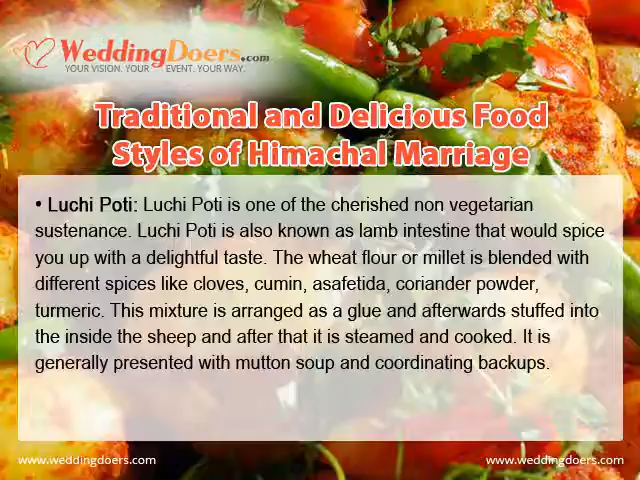 WeddingDoers.com
YOUR VISION. YOUR EVENT. YOUR WAY.
Traditional and Delicious Food
Styles of Himachal Marriage
• Luchi Poti: Luchi Poti is one of the cherished non vegetarian
sustenance. Luchi Poti is also known as lamb intestine that would spice
you up with a delightful taste. The wheat flour or millet is blended with
different spices like cloves, cumin, asafetida, coriander powder,
turmeric. This mixture is arranged as a glue and afterwards stuffed into
the inside the sheep and after that it is steamed and cooked. It is
generally presented with mutton soup and coordinating backups.
www.weddingdoers.com
www.weddingdoers.com